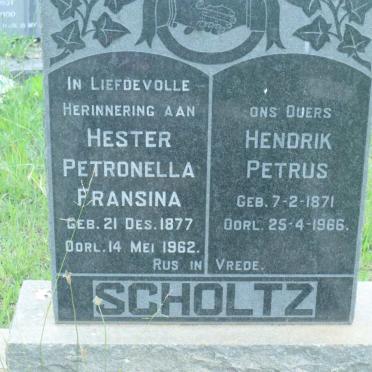 In Liefdevolle
Herinnering aan
Hester
Petronella
Fransina
Geb. 21 Des. 1877
Oorl. 14 Mei 1962.
ons Ouers
Hendrik
Petrus
Geb. 7-2-1871
Oorl. 25-4-1966.
Rus in Vrede.
SCHOLTZ